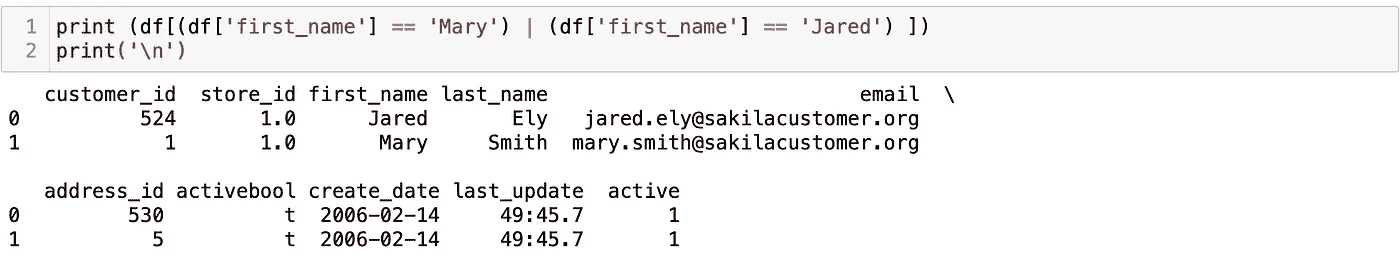 1 print (df[(df['first_name'] == 'Mary') | (df['first_name'] == 'Jared') ])
2 print('\n')
customer_id store_id first_name last_name email \
0 524 1.0 Jared Ely jared.ely@sakilacustomer.org
1 1 1.0 Mary Smith mary.smith@sakilacustomer.org
address_id activebool create_date last_update active
0 530 t 2006-02-14 49:45.7 1
1 5 t 2006-02-14 49:45.7 1